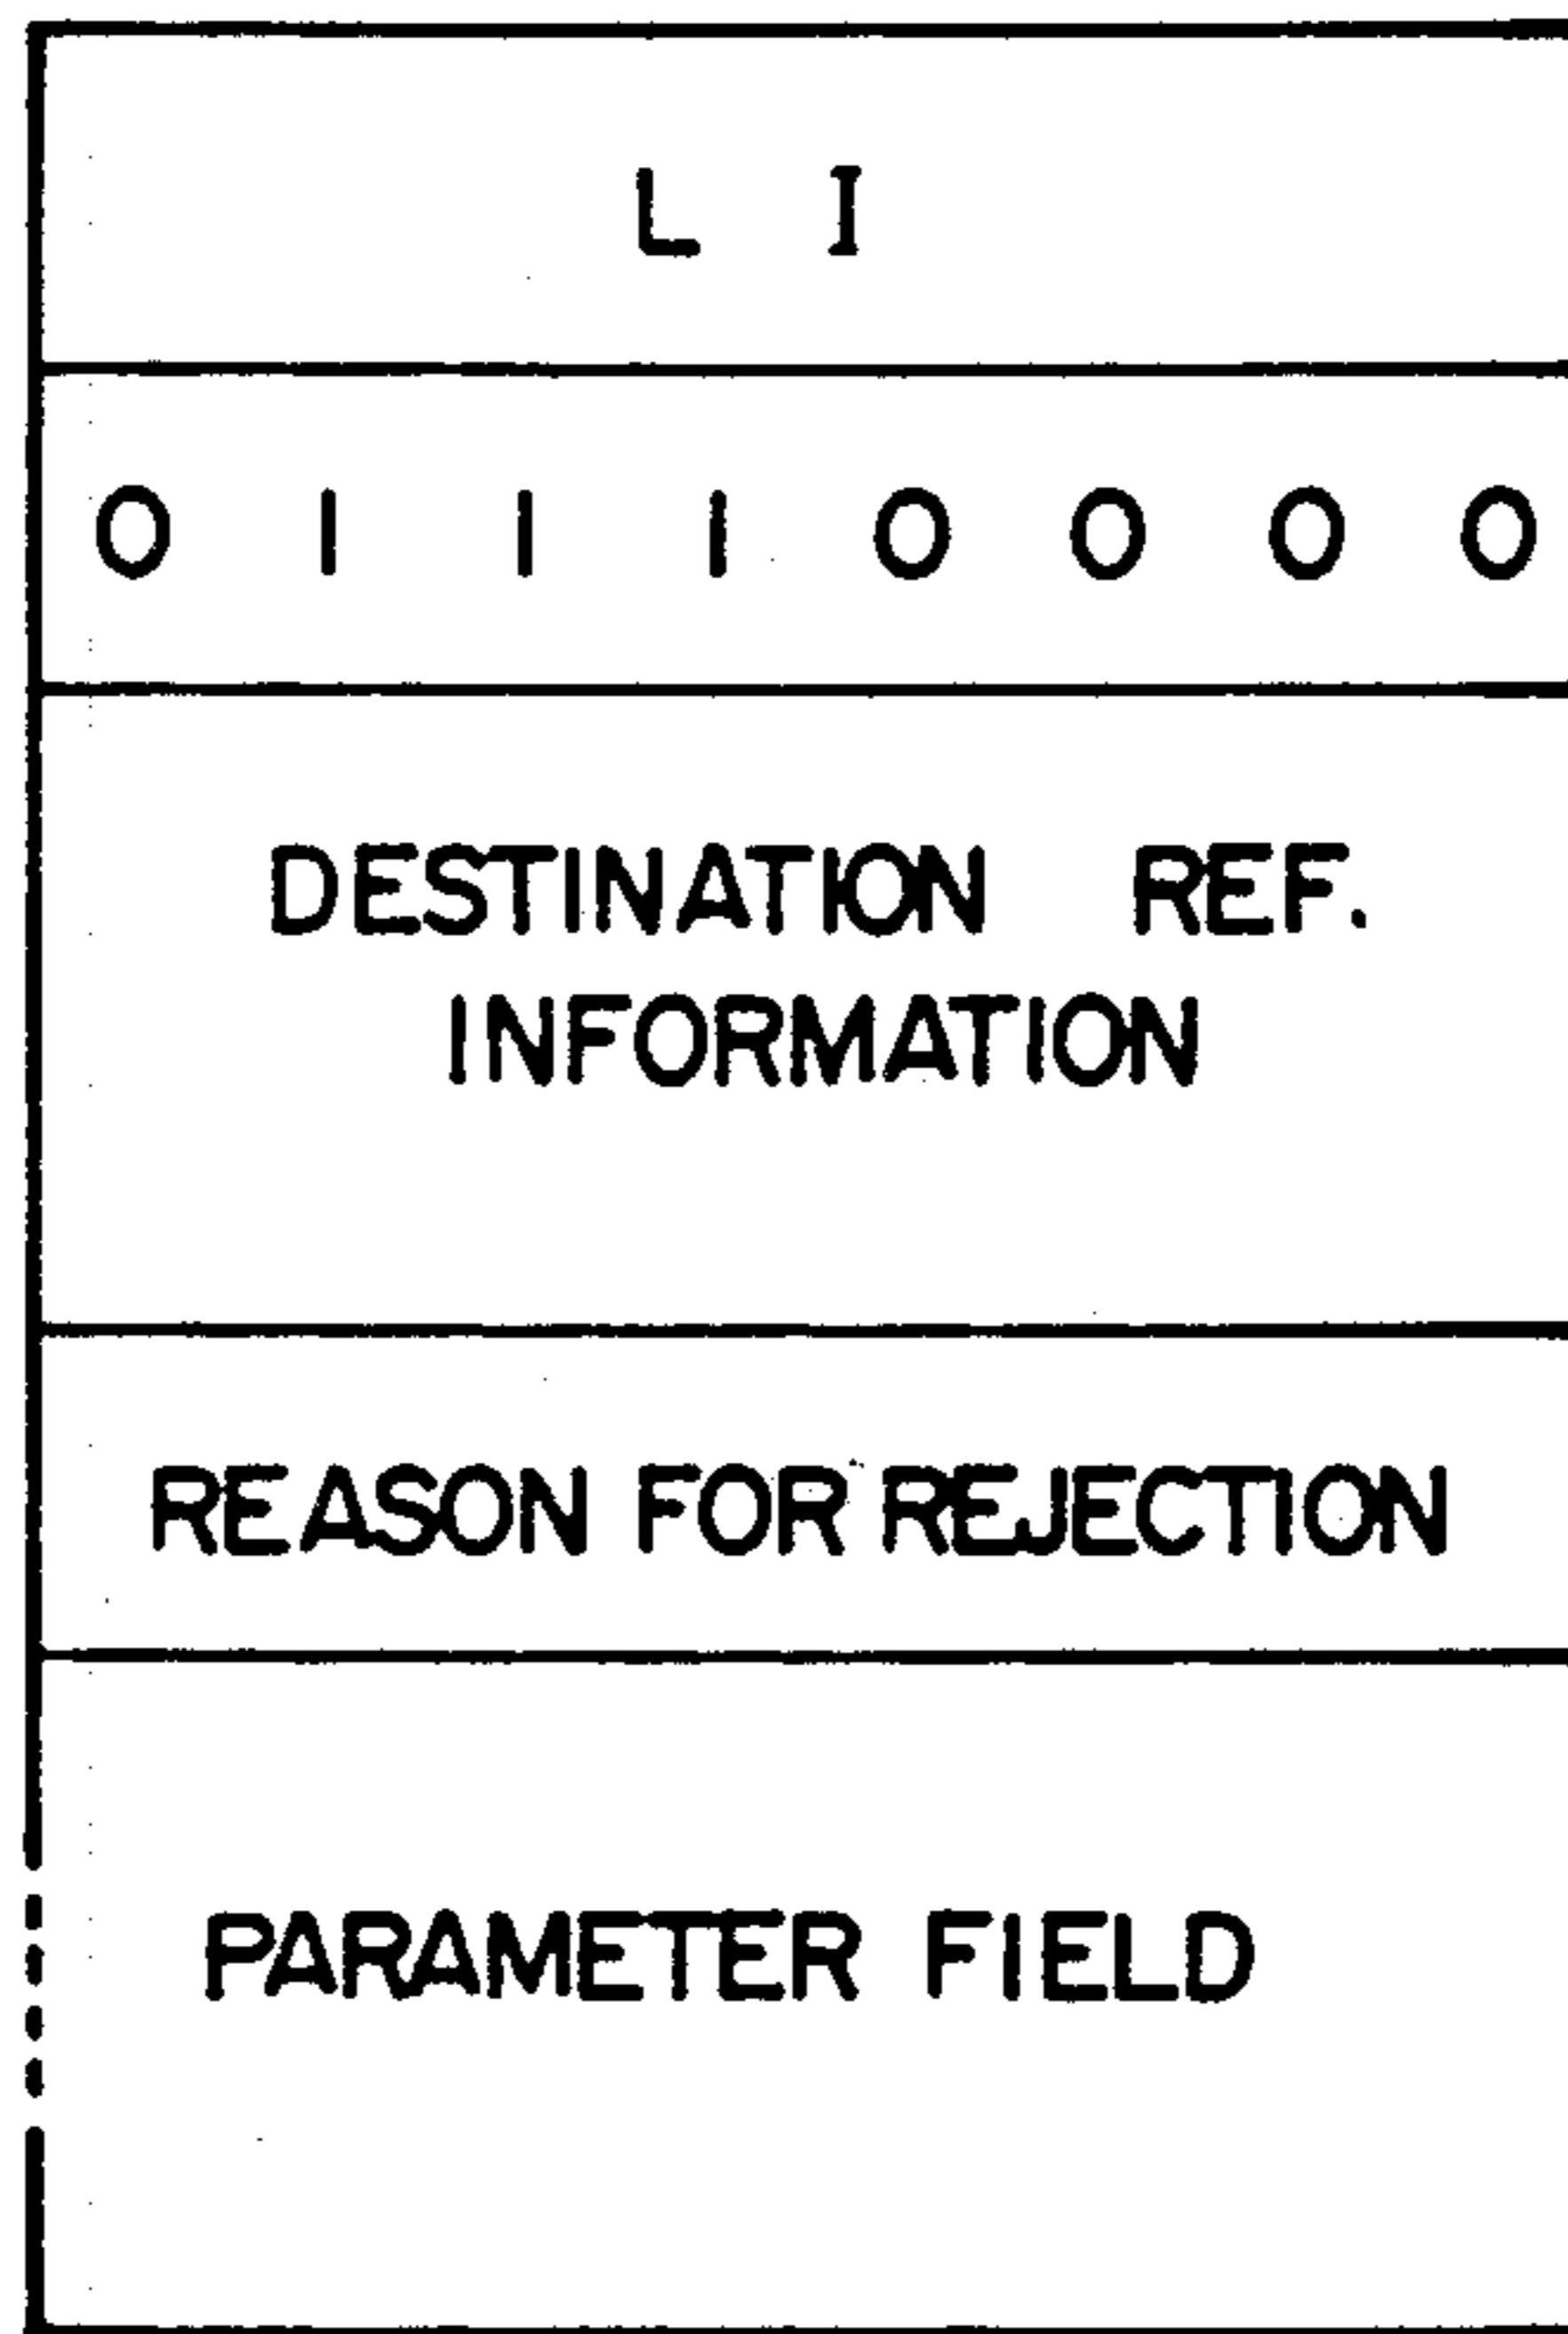 L I
0 1 1 1 0 0 0 0
DESTINATION REF.
INFORMATION
REASON FOR REJECTION
PARAMETER FIELD